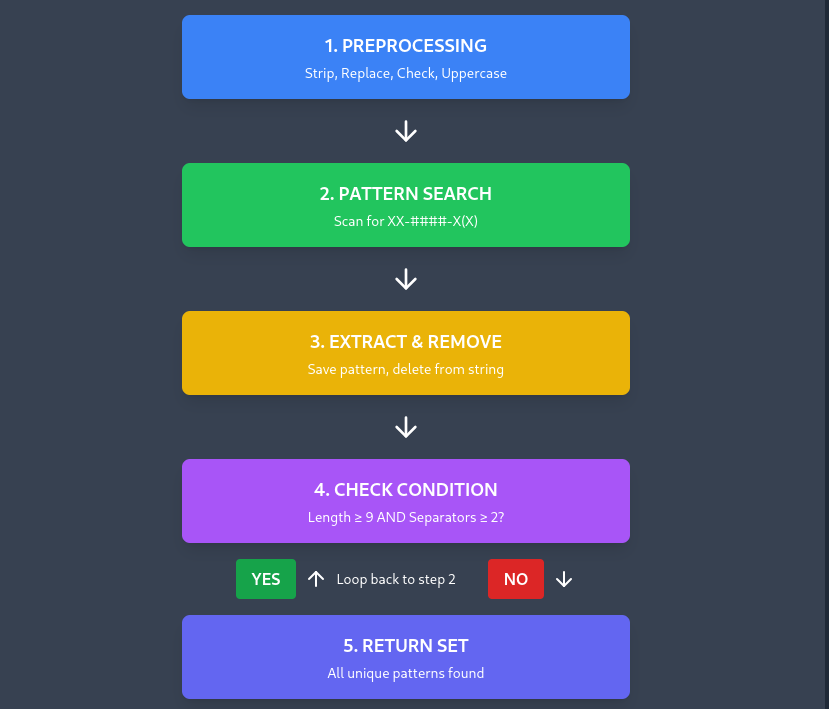 1. PREPROCESSING
Strip, Replace, Check, Uppercase
2. PATTERN SEARCH
Scan for XX-####-X(X)
3. EXTRACT & REMOVE
Save pattern, delete from string
4. CHECK CONDITION
Length ≥ 9 AND Separators ≥ 2?
YES ↑ Loop back to step 2 NO ↓
5. RETURN SET
All unique patterns found